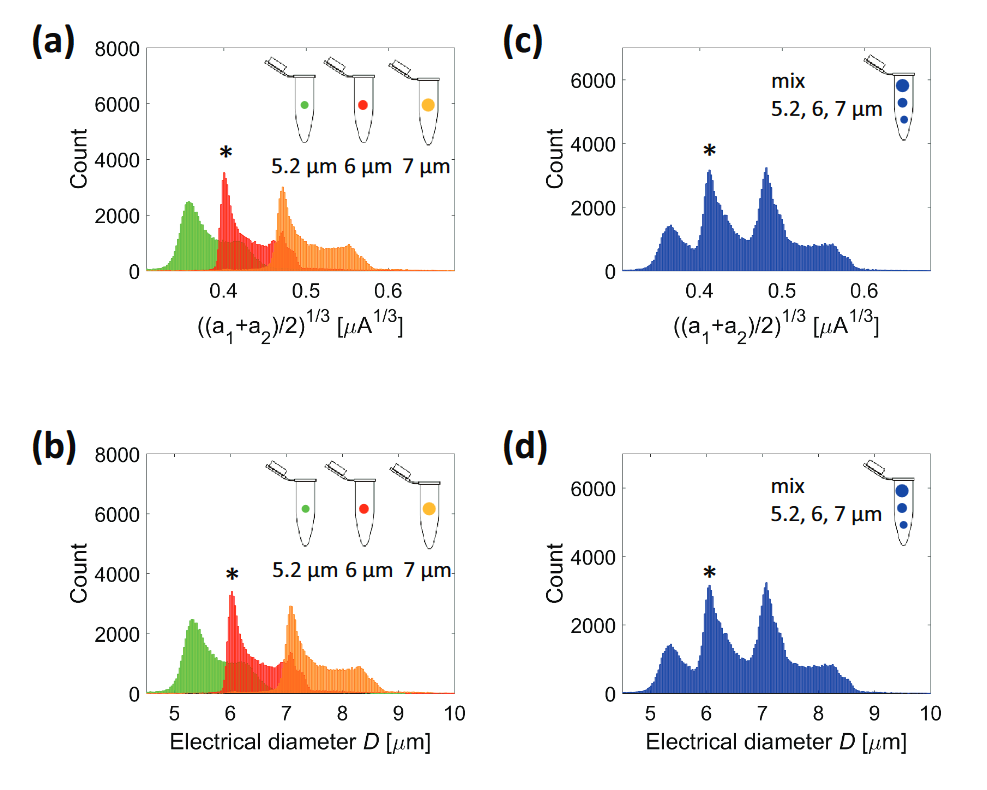 (a)
8000
6000
4000
2000
0
Count
*
5.2 μm 6 μm 7 μm
0.4 0.5 0.6
((a1+a2)/2)^1/3 [μA^1/3]
(c)
6000
4000
2000
0
Count
mix
5.2, 6, 7 μm
*
0.4 0.5 0.6
((a1+a2)/2)^1/3 [μA^1/3]
(b)
8000
6000
4000
2000
0
Count
*
5.2 μm 6 μm 7 μm
5 6 7 8 9 10
Electrical diameter D [μm]
(d)
6000
4000
2000
0
Count
mix
5.2, 6, 7 μm
*
5 6 7 8 9 10
Electrical diameter D [μm]